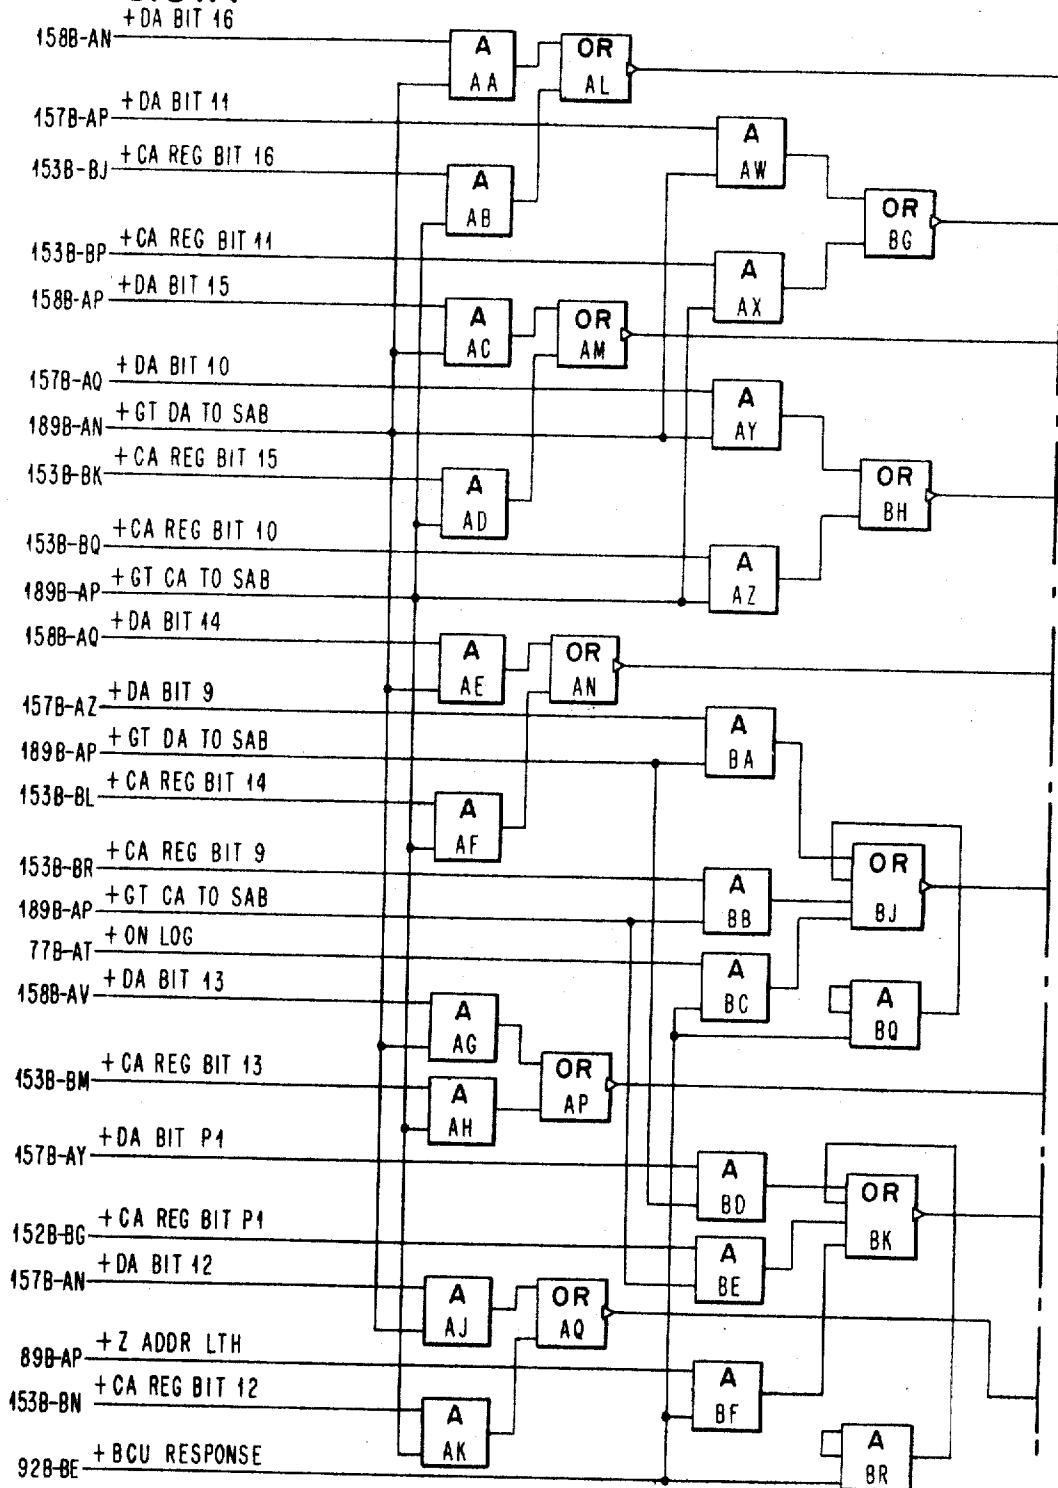 158B-AN +DA BIT 16
A AA
OR AL
157B-AP +DA BIT 11
A AW
153B-BJ +CA REG BIT 16
A AB
OR BG
153B-BP +CA REG BIT 11
A AX
158B-AP +DA BIT 15
A AC
OR AM
157B-AQ +DA BIT 10
A AY
189B-AN +GT DA TO SAB
153B-BK +CA REG BIT 15
A AD
OR BH
153B-BQ +CA REG BIT 10
A AZ
189B-AP +GT CA TO SAB
158B-AQ +DA BIT 14
A AE
OR AN
157B-AZ +DA BIT 9
A BA
189B-AP +GT DA TO SAB
153B-BL +CA REG BIT 14
A AF
153B-BR +CA REG BIT 9
A BB
OR BJ
189B-AP +GT CA TO SAB
77B-AT +ON LOG
A BC
158B-AV +DA BIT 13
A AG
A BQ
153B-BM +CA REG BIT 13
A AH
OR AP
157B-AY +DA BIT P1
A BD
OR BK
152B-BG +CA REG BIT P1
A BE
157B-AN +DA BIT 12
A AJ
OR AQ
89B-AP +Z ADDR LTH
A BF
153B-BN +CA REG BIT 12
A AK
92B-BE +BCU RESPONSE
A BR